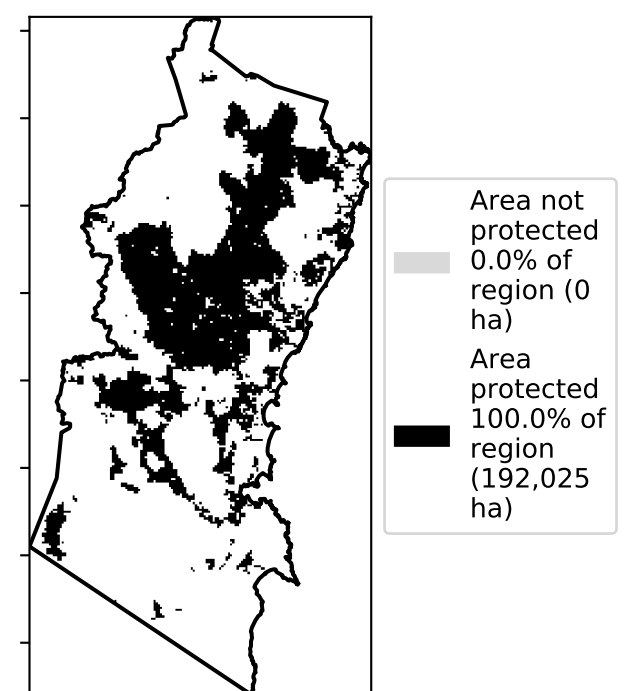 Area not
protected
0.0% of
region (0
ha)
Area
protected
100.0% of
region
(192,025
ha)